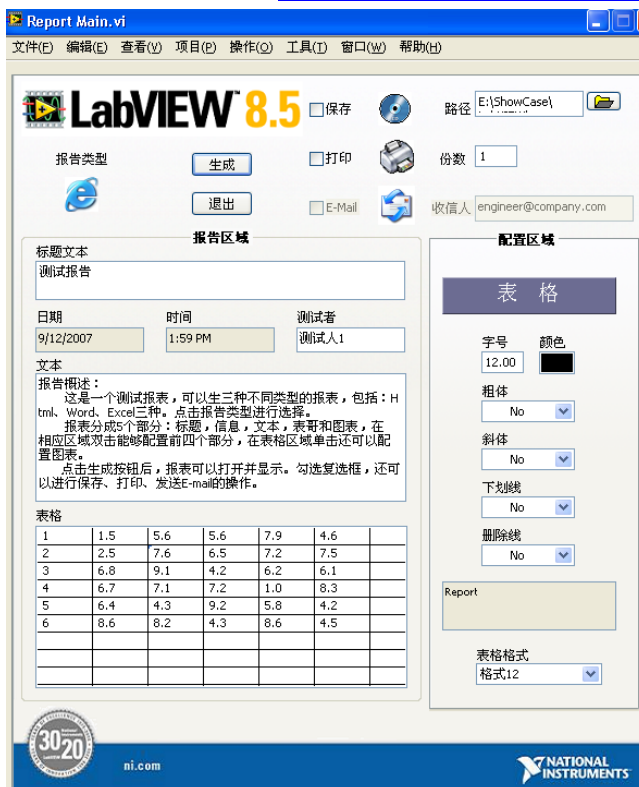 Report Main.vi
文件(F) 编辑(E) 查看(V) 项目(P) 操作(O) 工具(T) 窗口(W) 帮助(H)
LabVIEW™ 8.5
保存
路径 E:\ShowCase\
报告类型
生成
打印
份数 1
退出
E-Mail
收信人 engineer@company.com
报告区域
标题文本
测试报告
日期 时间 测试者
9/12/2007 1:59 PM 测试人1
文本
报告概述：
这是一个测试报表，可以生三种不同类型的报表，包括：H
tml、Word、Excel三种。点击报告类型进行选择。
报表分成5个部分：标题，信息，文本，表哥和图表，在
相应区域双击能够配置前四个部分，在表格区域单击还可以配
置图表。
点击生成按钮后，报表可以打开并显示。勾选复选框，还可
以进行保存、打印、发送E-mail的操作。
表格
1 1.5 5.6 5.6 7.9 4.6
2 2.5 7.6 6.5 7.2 7.5
3 6.8 9.1 4.2 6.2 6.1
4 6.7 7.1 7.2 1.0 8.3
5 6.4 4.3 9.2 5.8 4.2
6 8.6 8.2 4.3 8.6 4.5
配置区域
表 格
字号 颜色
12.00
粗体
No
斜体
No
下划线
No
删除线
No
Report
表格格式
格式12
3020
ni.com
NATIONAL
INSTRUMENTS